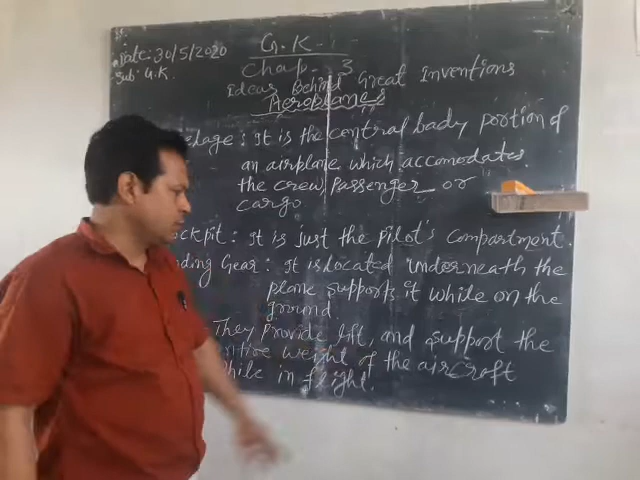 Date: 30/5/2020
Sub: G.K.
G.K
Chap - 3
Ideas Behind Great Inventions
Aeroplanes
elage: It is the central body portion of
an airplane which accomodates
the crew, passenger or
cargo.
ckpit: It is just the pilot's compartment.
nding Gear: It is located underneath the
plane supports it while on the
ground.
They provide lift, and support the
ntire weight of the aircraft
while in flight.